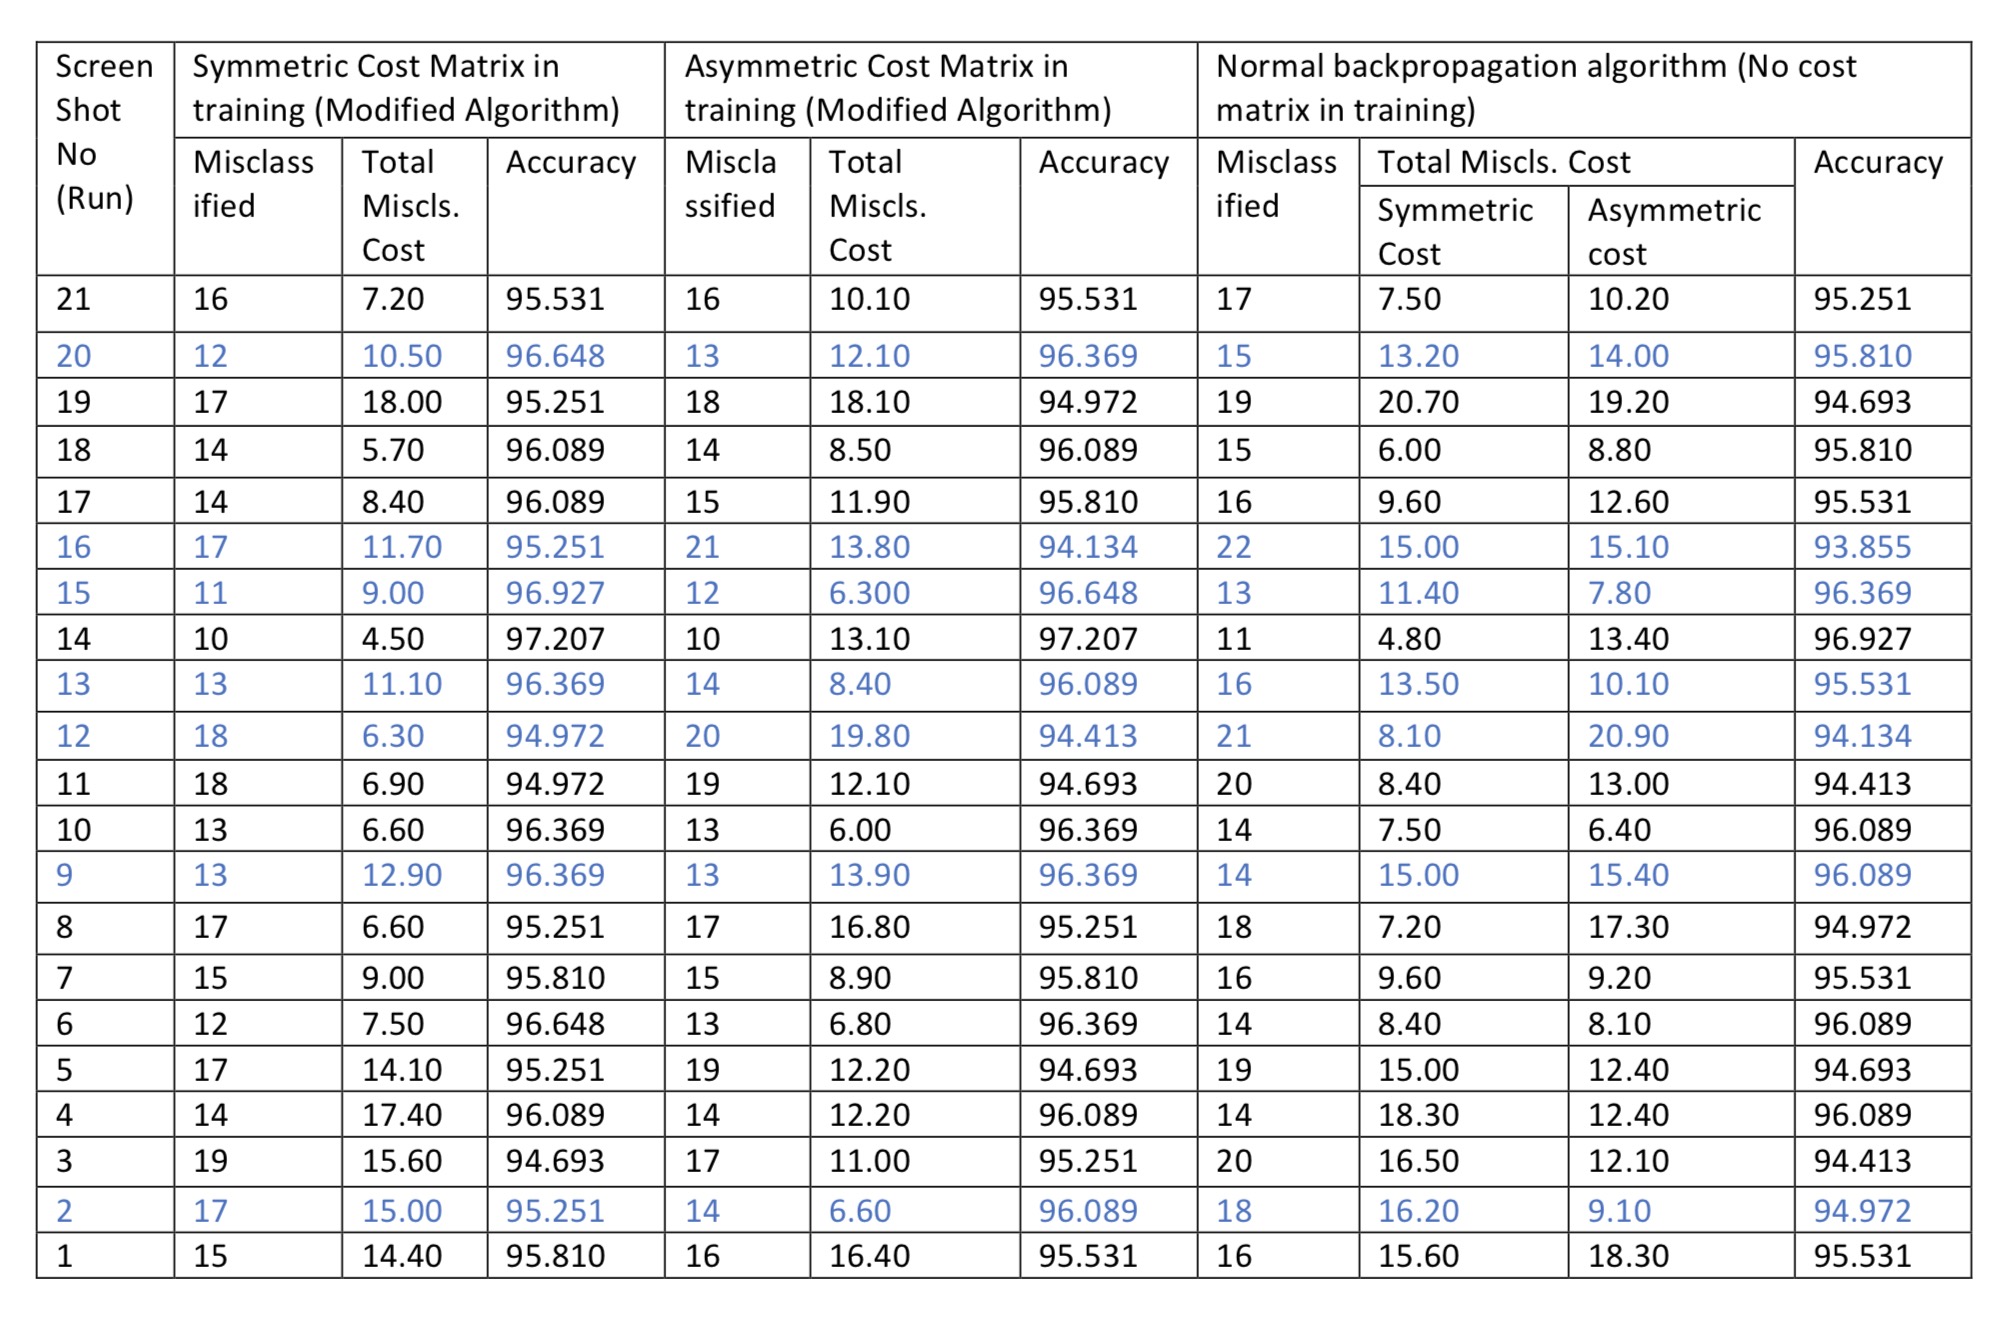 Screen Shot No (Run) Symmetric Cost Matrix in training (Modified Algorithm) Asymmetric Cost Matrix in training (Modified Algorithm) Normal backpropagation algorithm (No cost matrix in training)
Misclassified Total Miscls. Cost Accuracy Misclassified Total Miscls. Cost Accuracy Misclassified Total Miscls. Cost Accuracy
Symmetric Cost Asymmetric cost
21 16 7.20 95.531 16 10.10 95.531 17 7.50 10.20 95.251
20 12 10.50 96.648 13 12.10 96.369 15 13.20 14.00 95.810
19 17 18.00 95.251 18 18.10 94.972 19 20.70 19.20 94.693
18 14 5.70 96.089 14 8.50 96.089 15 6.00 8.80 95.810
17 14 8.40 96.089 15 11.90 95.810 16 9.60 12.60 95.531
16 17 11.70 95.251 21 13.80 94.134 22 15.00 15.10 93.855
15 11 9.00 96.927 12 6.300 96.648 13 11.40 7.80 96.369
14 10 4.50 97.207 10 13.10 97.207 11 4.80 13.40 96.927
13 13 11.10 96.369 14 8.40 96.089 16 13.50 10.10 95.531
12 18 6.30 94.972 20 19.80 94.413 21 8.10 20.90 94.134
11 18 6.90 94.972 19 12.10 94.693 20 8.40 13.00 94.413
10 13 6.60 96.369 13 6.00 96.369 14 7.50 6.40 96.089
9 13 12.90 96.369 13 13.90 96.369 14 15.00 15.40 96.089
8 17 6.60 95.251 17 16.80 95.251 18 7.20 17.30 94.972
7 15 9.00 95.810 15 8.90 95.810 16 9.60 9.20 95.531
6 12 7.50 96.648 13 6.80 96.369 14 8.40 8.10 96.089
5 17 14.10 95.251 19 12.20 94.693 19 15.00 12.40 94.693
4 14 17.40 96.089 14 12.20 96.089 14 18.30 12.40 96.089
3 19 15.60 94.693 17 11.00 95.251 20 16.50 12.10 94.413
2 17 15.00 95.251 14 6.60 96.089 18 16.20 9.10 94.972
1 15 14.40 95.810 16 16.40 95.531 16 15.60 18.30 95.531